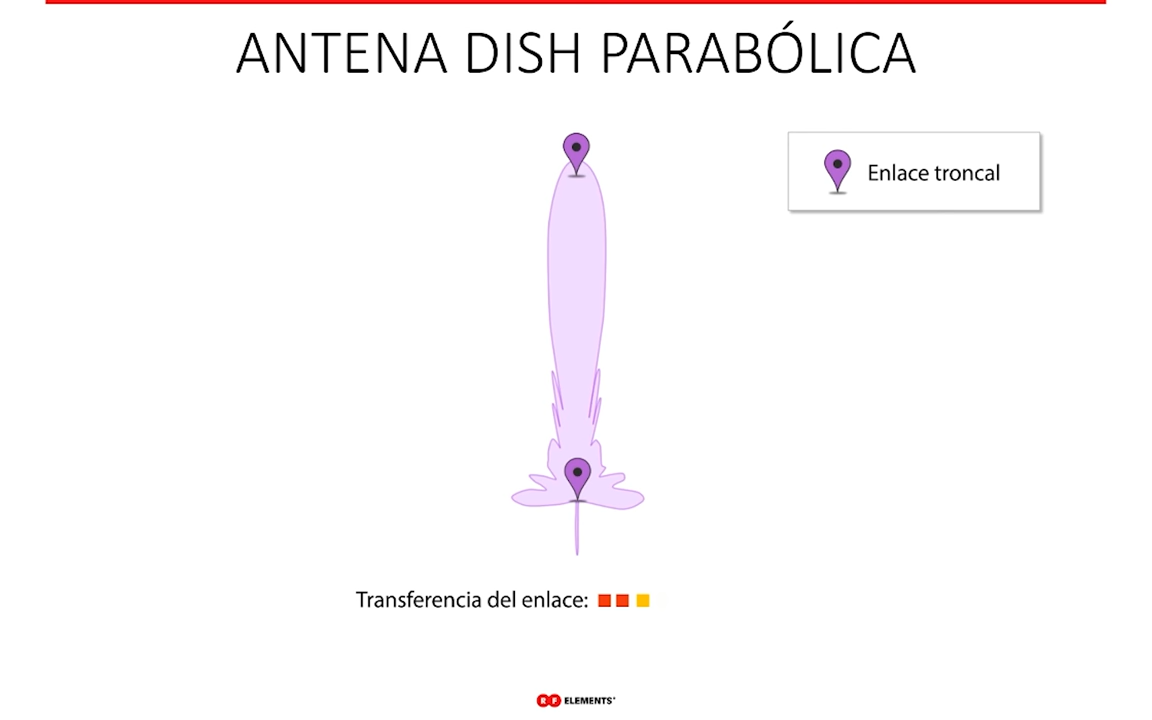 ANTENA DISH PARABÓLICA
Enlace troncal
Transferencia del enlace:
RF ELEMENTS